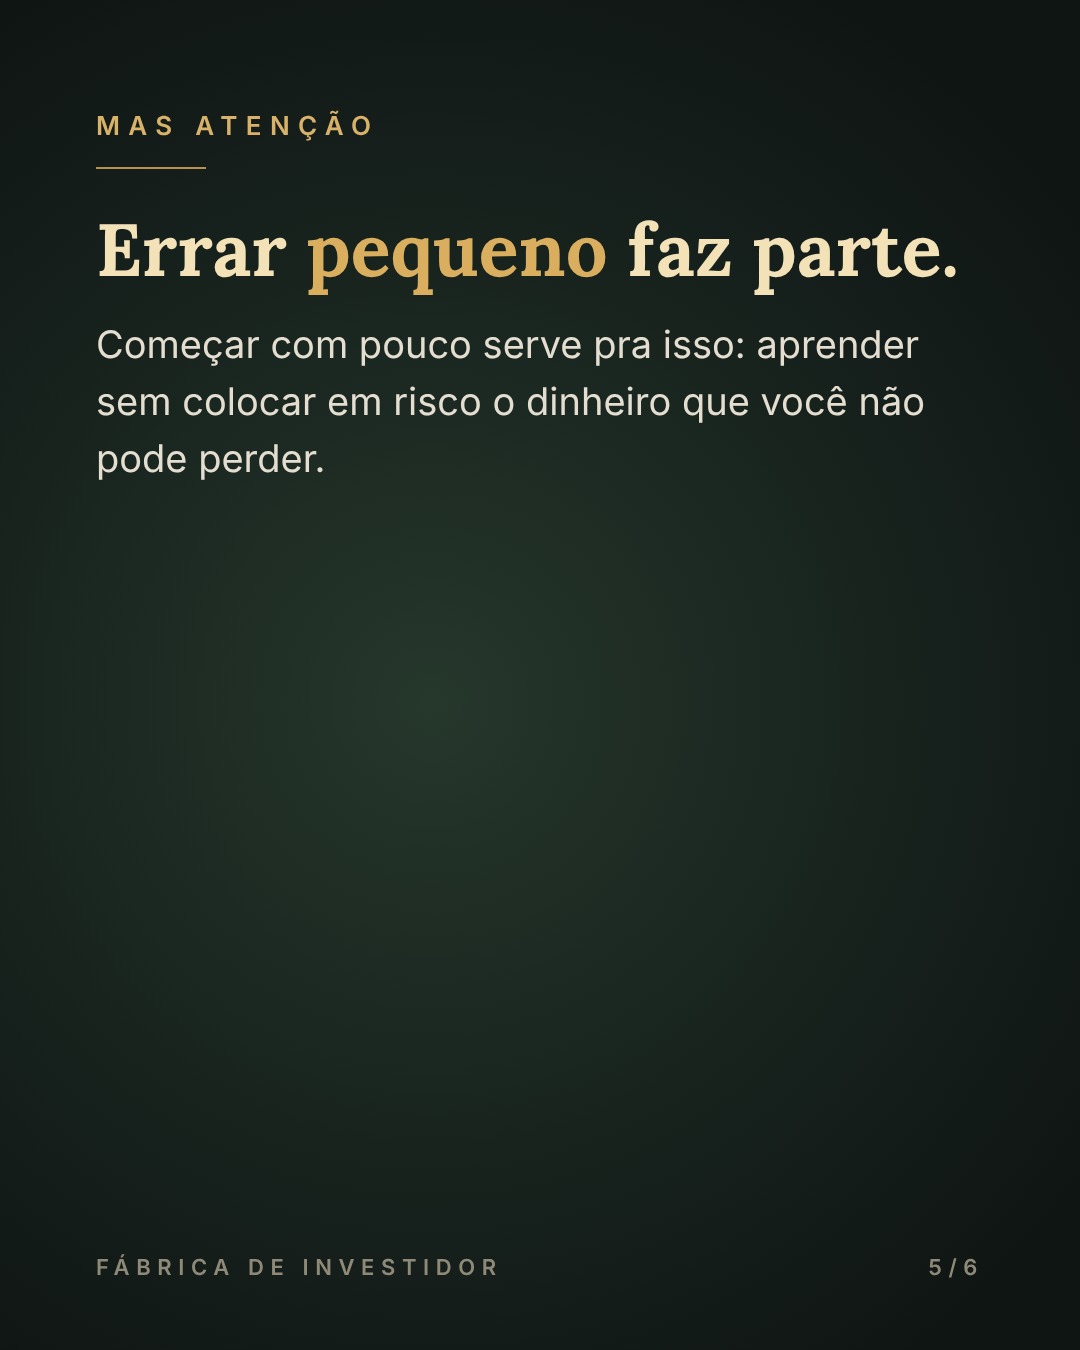 MAS ATENÇÃO
Errar pequeno faz parte.
Começar com pouco serve pra isso: aprender
sem colocar em risco o dinheiro que você não
pode perder.
FÁBRICA DE INVESTIDOR
5/6